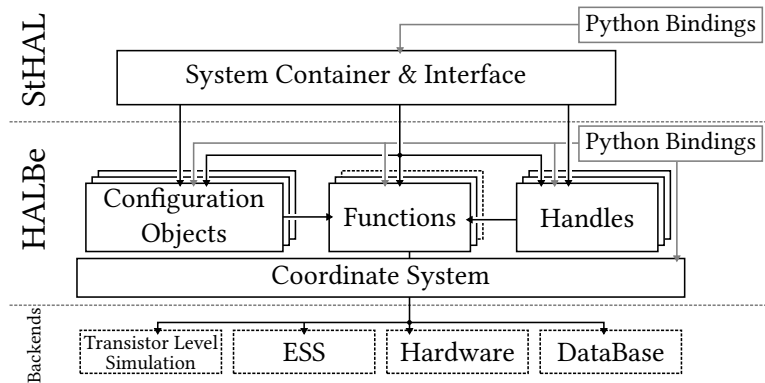 Python Bindings
StHAL
System Container & Interface
Python Bindings
HALBe
Configuration
Objects
Functions
Handles
Coordinate System
Backends
Transistor Level
Simulation
ESS
Hardware
DataBase